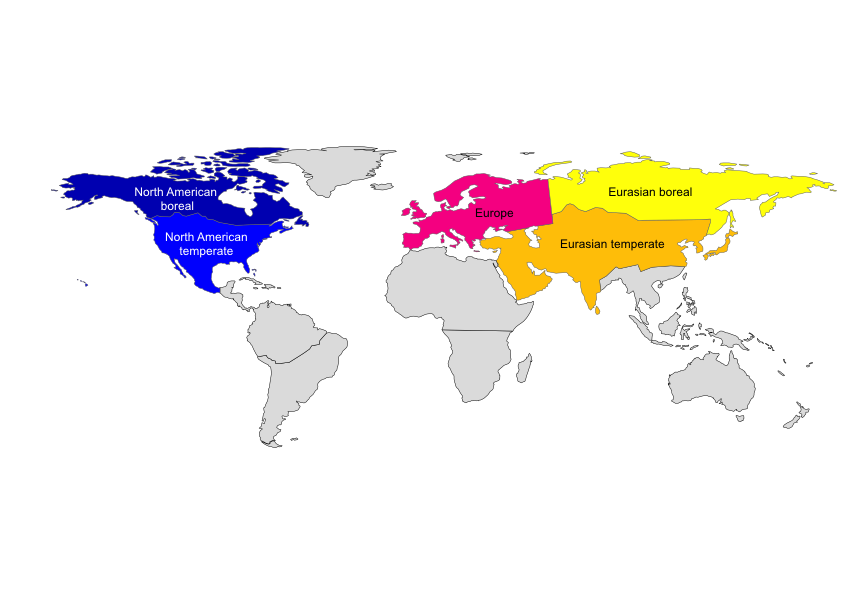 North American
boreal
North American
temperate
Europe
Eurasian boreal
Eurasian temperate